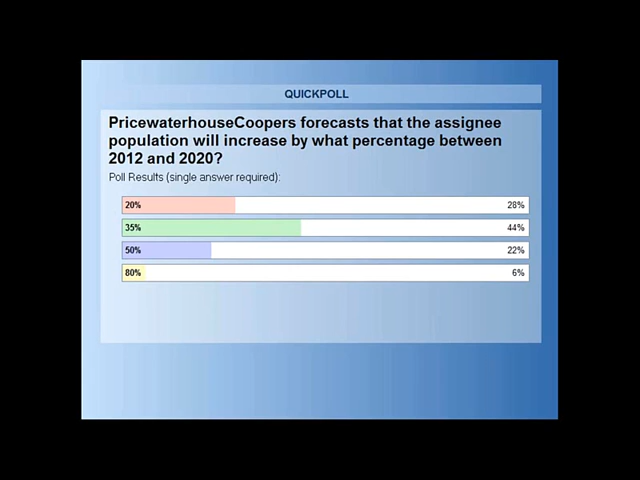 QUICKPOLL
PricewaterhouseCoopers forecasts that the assignee
population will increase by what percentage between
2012 and 2020?
Poll Results (single answer required):
20% 28%
35% 44%
50% 22%
80% 6%